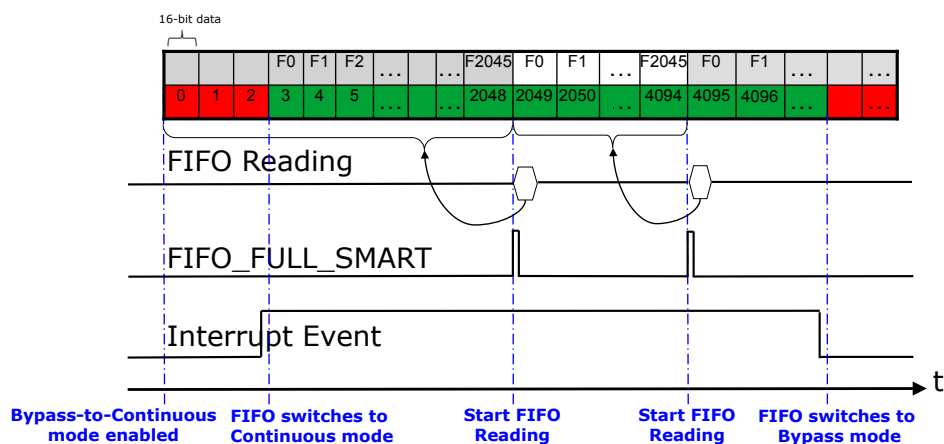 16-bit data
F0 F1 F2 ... ... F2045 F0 F1 ... F2045 F0 F1 ... ...
0 1 2 3 4 5 ... ... 2048 2049 2050 ... 4094 4095 4096 ... ...
FIFO Reading
FIFO_FULL_SMART
Interrupt Event
t
Bypass-to-Continuous
mode enabled
FIFO switches to
Continuous mode
Start FIFO
Reading
Start FIFO
Reading
FIFO switches to
Bypass mode